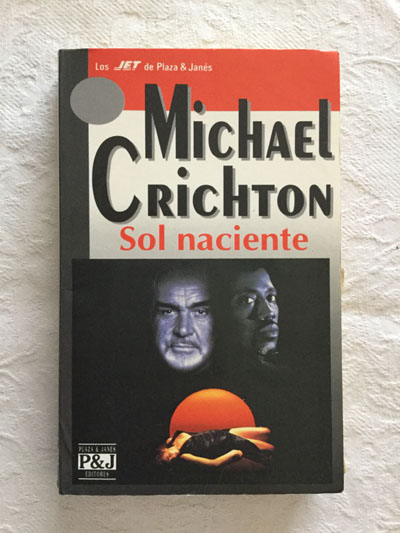 Los JET de Plaza & Janés
Michael
Crichton
Sol naciente
PLAZA & JANES
P&J
EDITORES